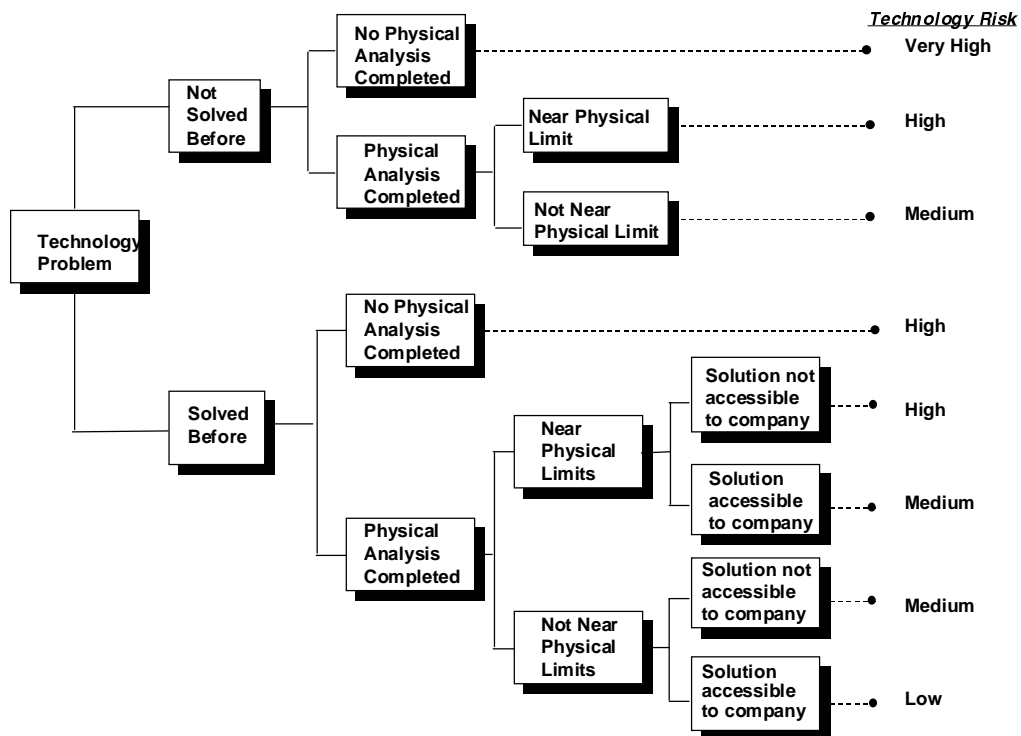 Technology Risk
No Physical
Analysis
Completed
Very High
Not
Solved
Before
Near Physical
Limit
High
Physical
Analysis
Completed
Not Near
Physical Limit
Medium
Technology
Problem
No Physical
Analysis
Completed
High
Solution not
accessible
to company
High
Solved
Before
Near
Physical
Limits
Solution
accessible
to company
Medium
Physical
Analysis
Completed
Solution not
accessible
to company
Medium
Not Near
Physical
Limits
Solution
accessible
to company
Low